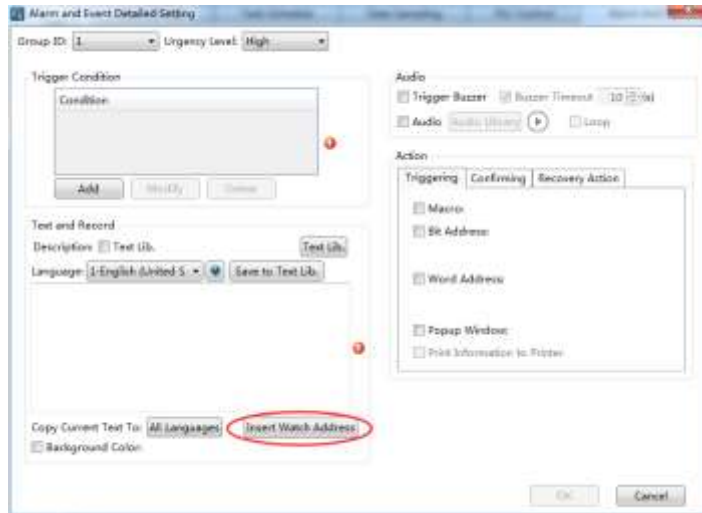 Alarm and Event Detailed Setting
Group ID: 1 Urgency Level: High
Trigger Condition
Condition
Add Modify Delete
Text and Record
Description: Text Lib. Text Lib.
Language: 1-English (United S Save to Text Lib.
Copy Current Text To: All Languages Insert Watch Address
Background Color:
Audio
Trigger Buzzer Buzzer Timeout 10 (s)
Audio Audio Library Loop
Action
Triggering Confirming Recovery Action
Macro:
Bit Address:
Word Address:
Popup Window:
Print Information to Printer
OK Cancel